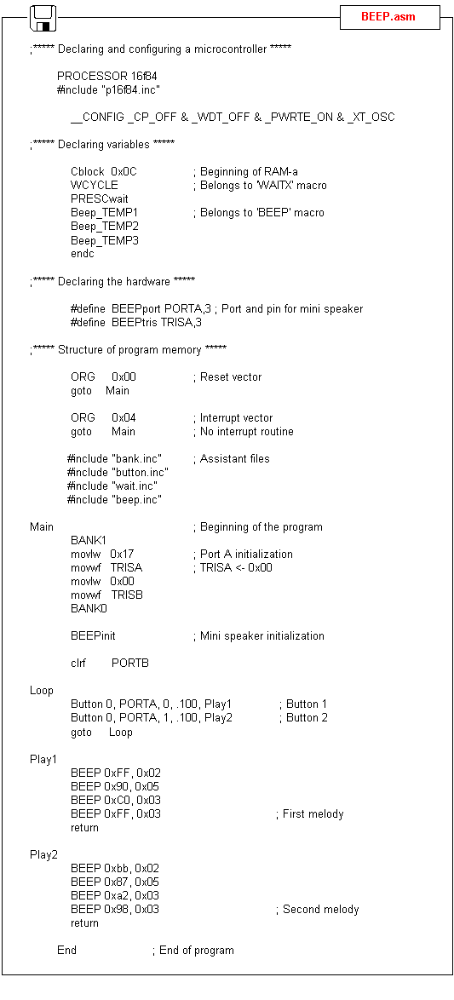 BEEP.asm
;***** Declaring and configuring a microcontroller *****
PROCESSOR 16f84
#include "p16f84.inc"
__CONFIG _CP_OFF & _WDT_OFF & _PWRTE_ON & _XT_OSC
;***** Declaring variables *****
Cblock 0x0C ; Beginning of RAM-a
WCYCLE ; Belongs to 'WAITX' macro
PRESCwait
Beep_TEMP1 ; Belongs to 'BEEP' macro
Beep_TEMP2
Beep_TEMP3
endc
;***** Declaring the hardware *****
#define BEEPport PORTA,3 ; Port and pin for mini speaker
#define BEEPtris TRISA,3
;***** Structure of program memory *****
ORG 0x00 ; Reset vector
goto Main
ORG 0x04 ; Interrupt vector
goto Main ; No interrupt routine
#include "bank.inc" ; Assistant files
#include "button.inc"
#include "wait.inc"
#include "beep.inc"
Main ; Beginning of the program
BANK1
movlw 0x17 ; Port A initialization
movwf TRISA ; TRISA <- 0x00
movlw 0x00
movwf TRISB
BANK0
BEEPinit ; Mini speaker initialization
clrf PORTB
Loop
Button 0, PORTA, 0, .100, Play1 ; Button 1
Button 0, PORTA, 1, .100, Play2 ; Button 2
goto Loop
Play1
BEEP 0xFF, 0x02
BEEP 0x90, 0x05
BEEP 0xC0, 0x03
BEEP 0xFF, 0x03 ; First melody
return
Play2
BEEP 0xbb, 0x02
BEEP 0x87, 0x05
BEEP 0xa2, 0x03
BEEP 0x98, 0x03 ; Second melody
return
End ; End of program